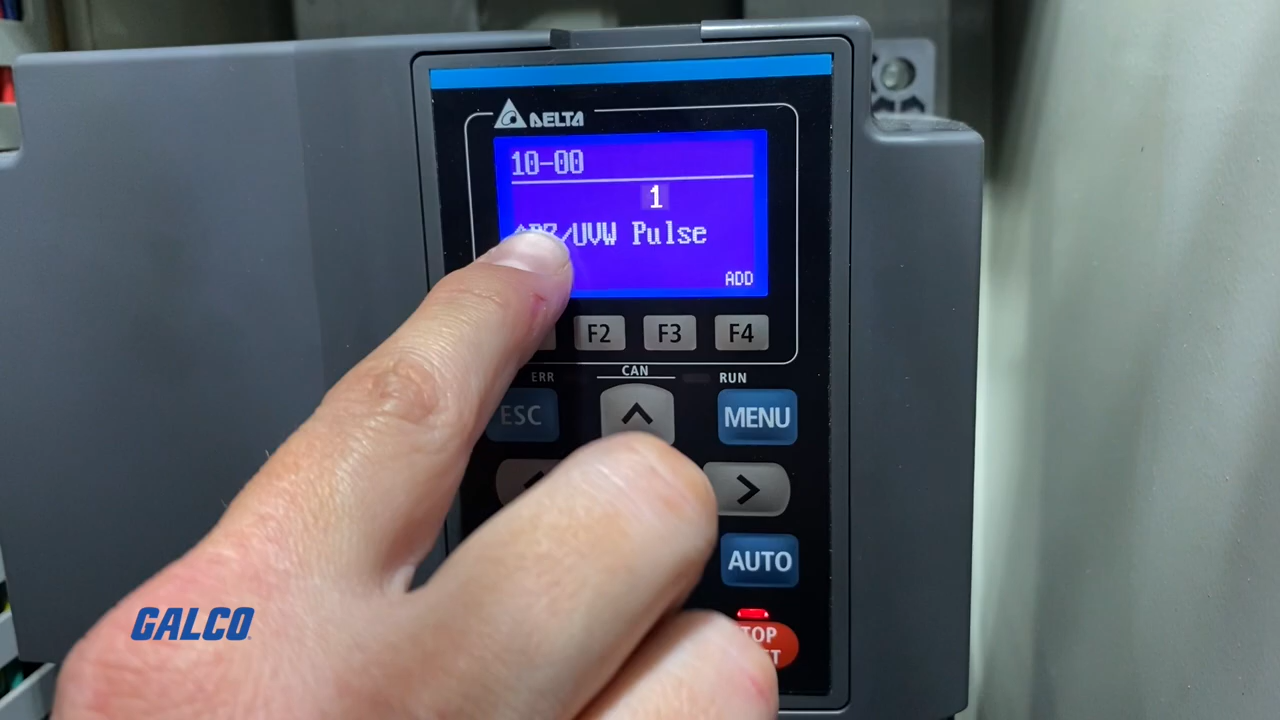 DELTA
10-00
1
/UVW Pulse
ADD
F2 F3 F4
ERR CAN RUN
ESC MENU
AUTO
GALCO